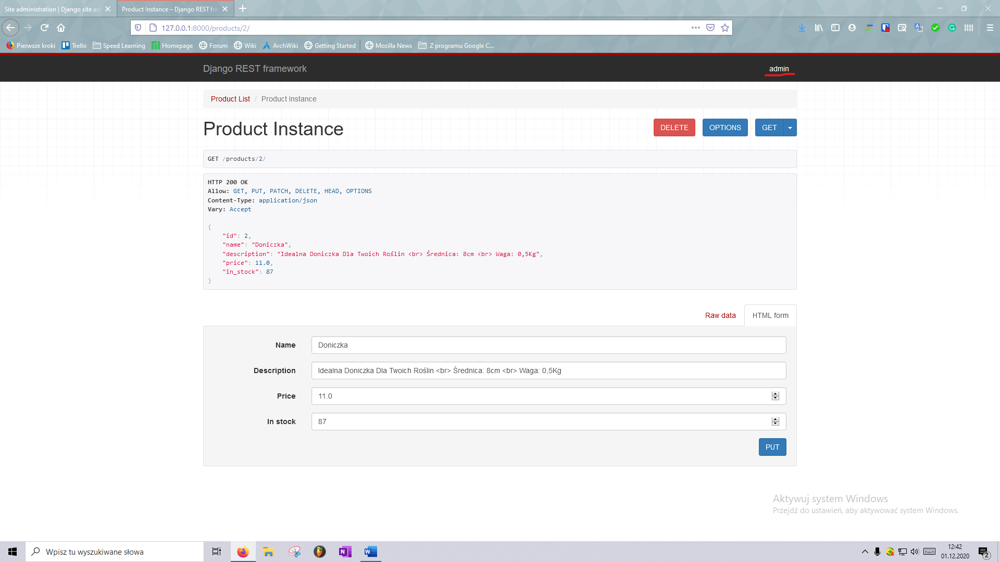 Site administration | Django site ad
Product Instance – Django REST fra
127.0.0.1:8000/products/2/
Pierwsze kroki
Trello
Speed Learning
Homepage
Forum
Wiki
ArchWiki
Getting Started
Mozilla News
Z programu Google C...
Django REST framework
admin
Product List / Product Instance
Product Instance
DELETE
OPTIONS
GET
GET /products/2/
HTTP 200 OK
Allow: GET, PUT, PATCH, DELETE, HEAD, OPTIONS
Content-Type: application/json
Vary: Accept
{
"id": 2,
"name": "Doniczka",
"description": "Idealna Doniczka Dla Twoich Roślin <br> Średnica: 8cm <br> Waga: 0,5Kg",
"price": 11.0,
"in_stock": 87
}
Raw data
HTML form
Name
Doniczka
Description
Idealna Doniczka Dla Twoich Roślin <br> Średnica: 8cm <br> Waga: 0,5Kg
Price
11.0
In stock
87
PUT
Aktywuj system Windows
Przejdź do ustawień, aby aktywować system Windows.
Wpisz tu wyszukiwane słowa
12:42
01.12.2020
2